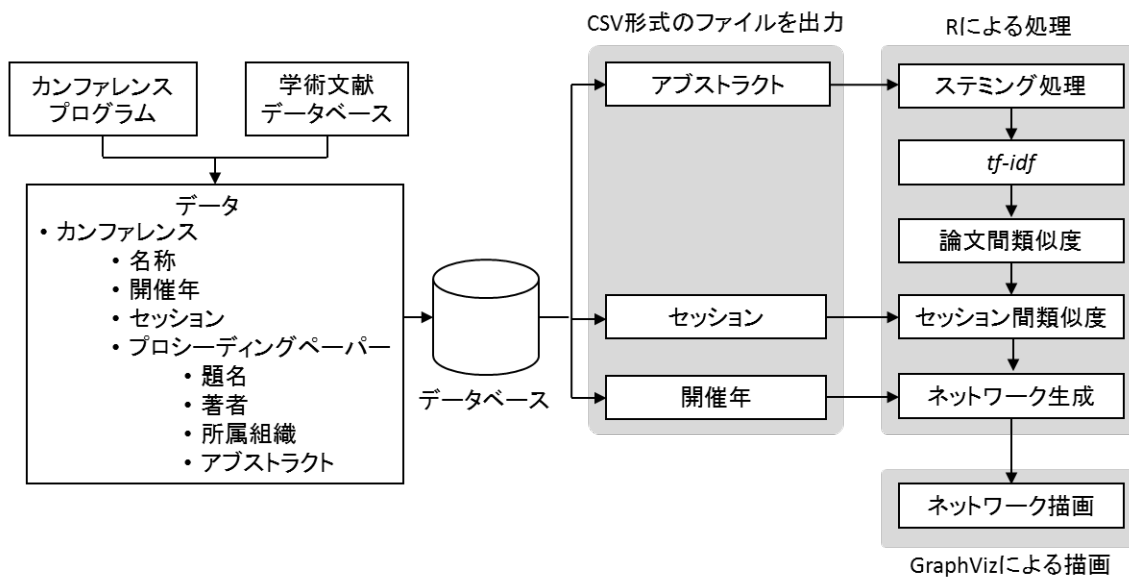 カンファレンス
プログラム
学術文献
データベース
データ
・カンファレンス
・名称
・開催年
・セッション
・プロシーディングペーパー
・題名
・著者
・所属組織
・アブストラクト
データベース
CSV形式のファイルを出力
アブストラクト
セッション
開催年
Rによる処理
ステミング処理
tf-idf
論文間類似度
セッション間類似度
ネットワーク生成
ネットワーク描画
GraphVizによる描画